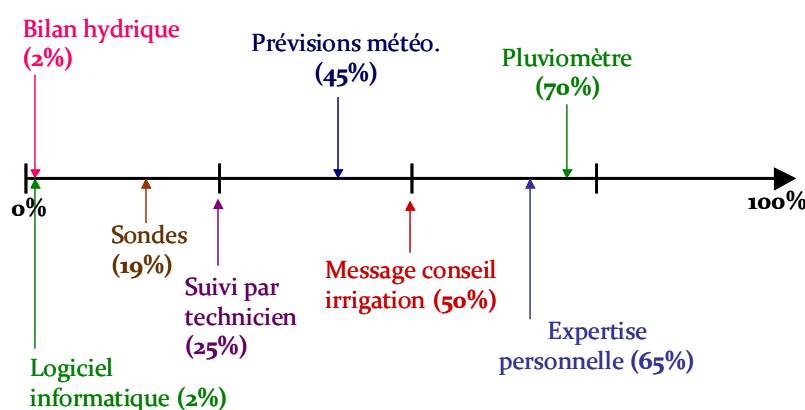 Bilan hydrique
(2%)
Prévisions météo.
(45%)
Pluviomètre
(70%)
0%
100%
Sondes
(19%)
Suivi par
technicien
(25%)
Message conseil
irrigation (50%)
Expertise
personnelle (65%)
Logiciel
informatique (2%)